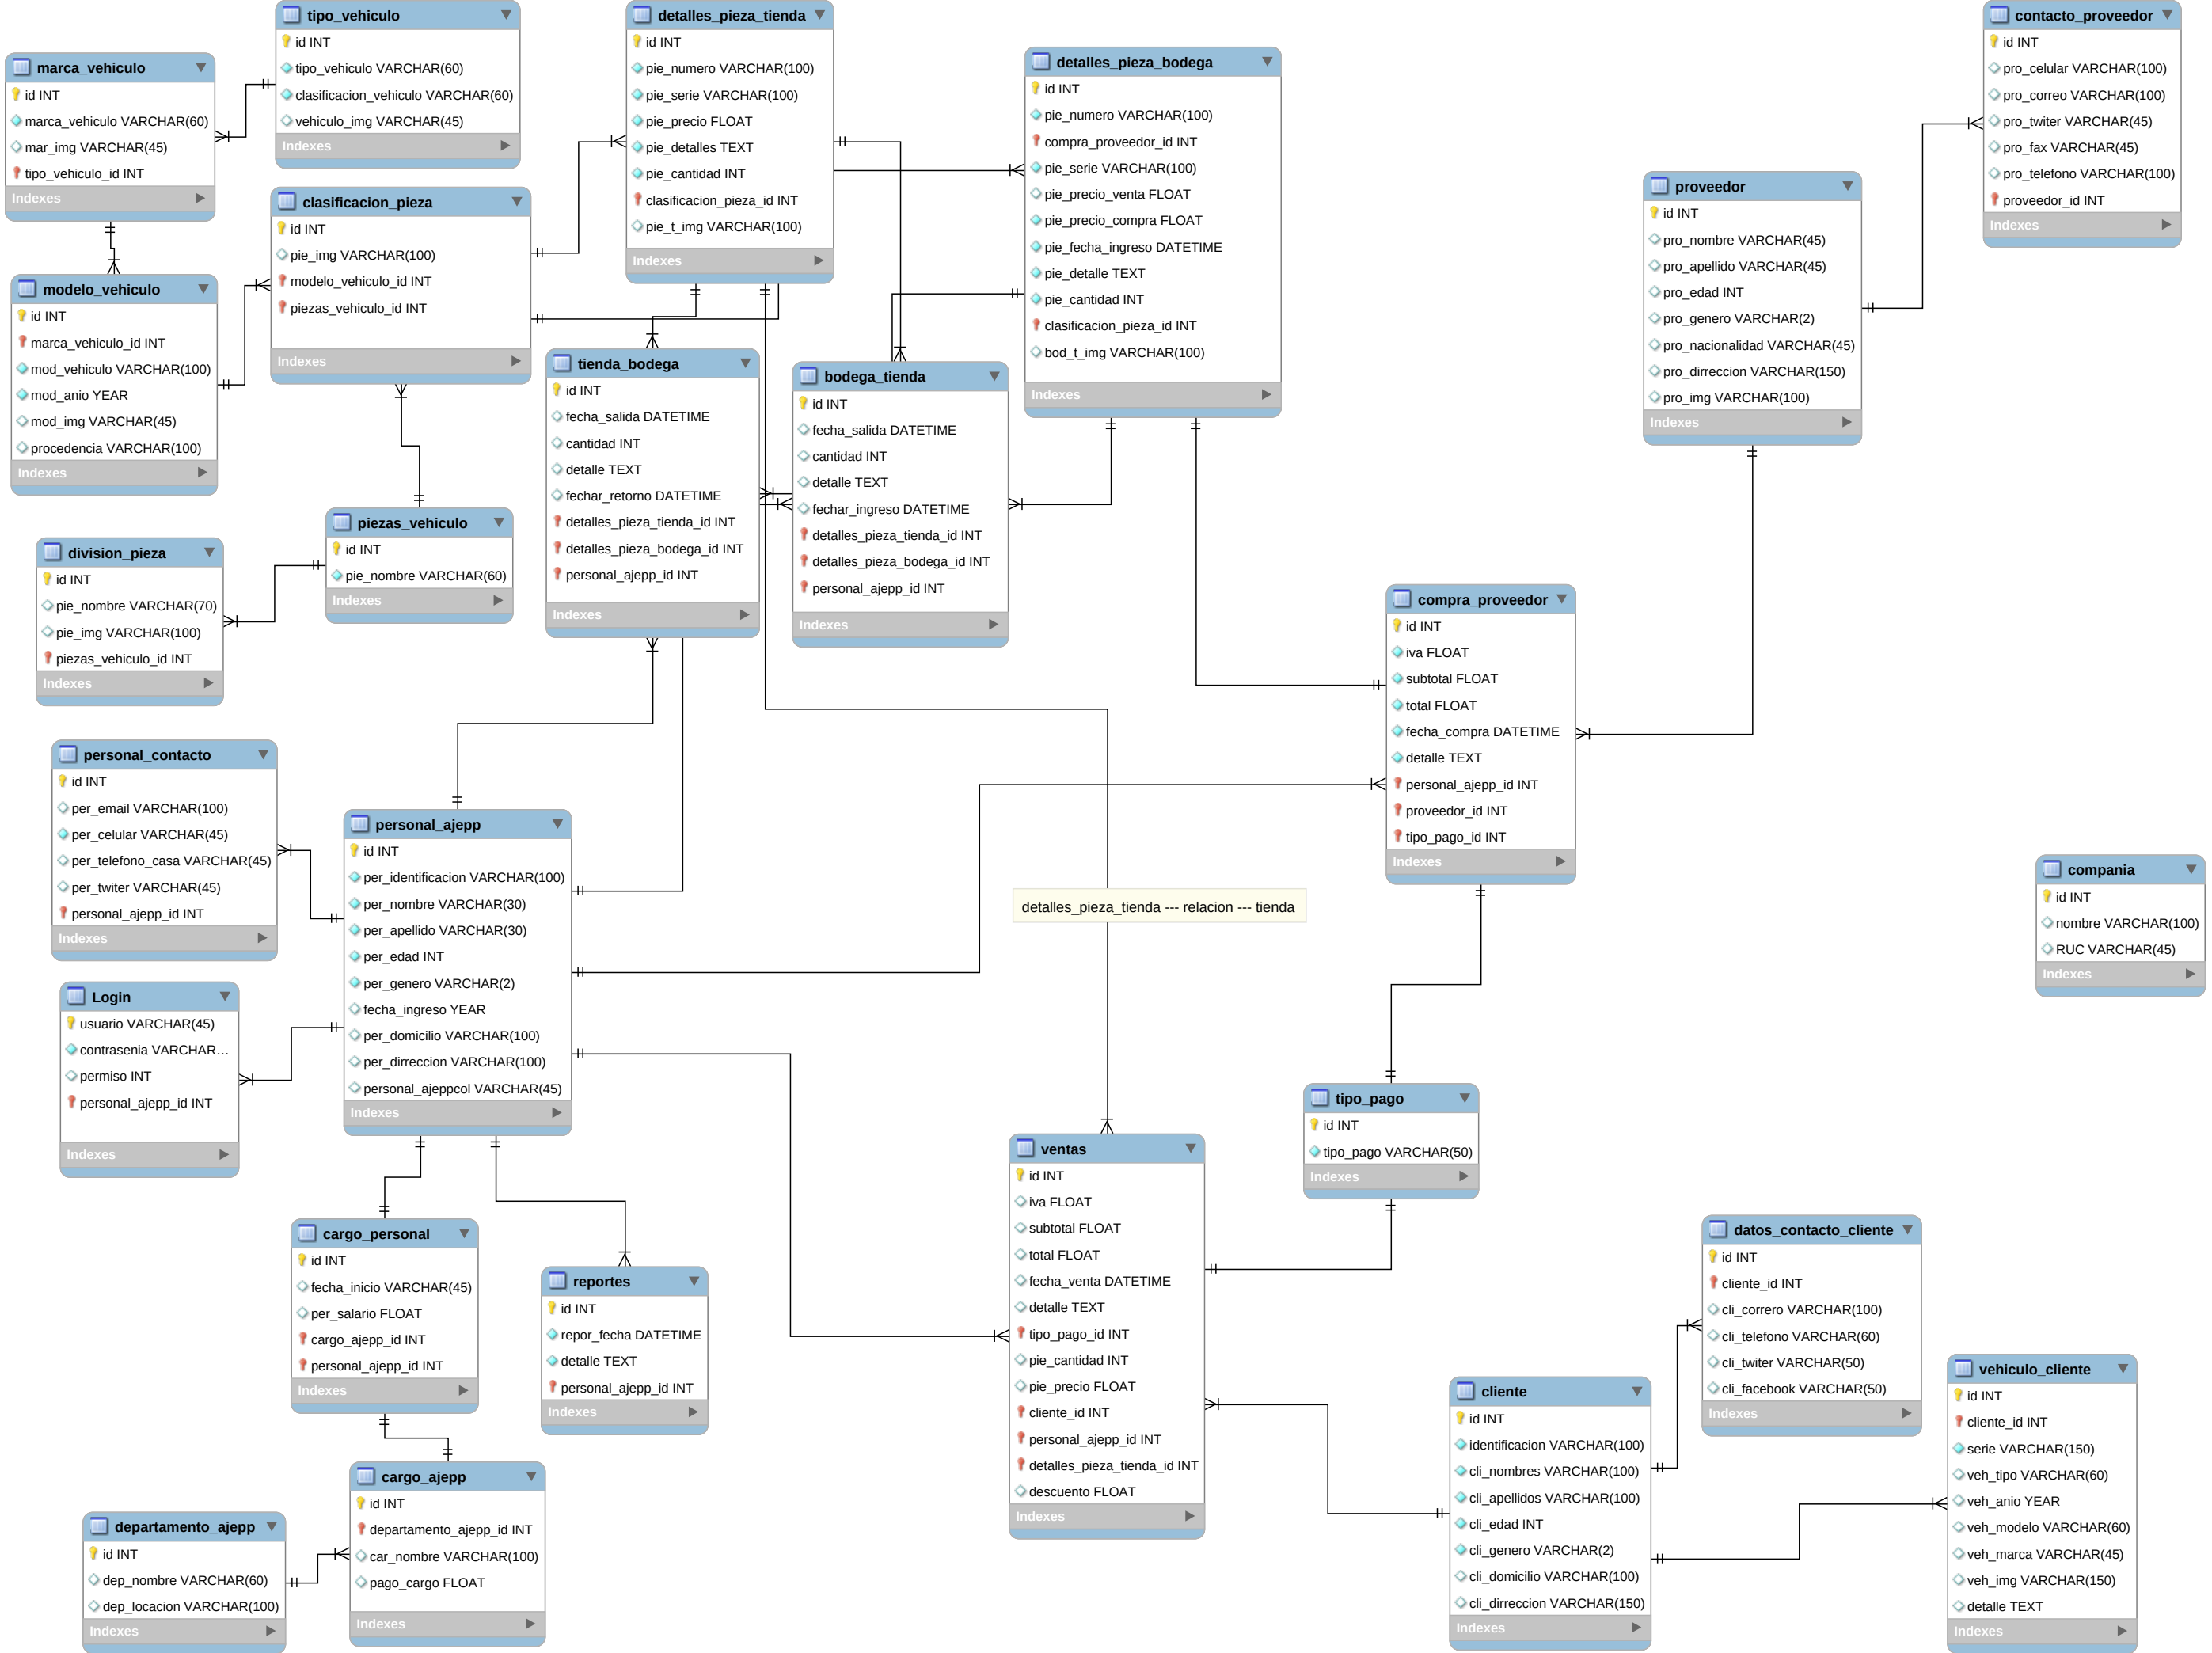 tipo_vehiculo
id INT
tipo_vehiculo VARCHAR(60)
clasificacion_vehiculo VARCHAR(60)
vehiculo_img VARCHAR(45)
Indexes
detalles_pieza_tienda
id INT
pie_numero VARCHAR(100)
pie_serie VARCHAR(100)
pie_precio FLOAT
pie_detalles TEXT
pie_cantidad INT
clasificacion_pieza_id INT
pie_t_img VARCHAR(100)
Indexes
contacto_proveedor
id INT
pro_celular VARCHAR(100)
pro_correo VARCHAR(100)
pro_twiter VARCHAR(45)
pro_fax VARCHAR(45)
pro_telefono VARCHAR(100)
proveedor_id INT
Indexes
marca_vehiculo
id INT
marca_vehiculo VARCHAR(60)
mar_img VARCHAR(45)
tipo_vehiculo_id INT
Indexes
detalles_pieza_bodega
id INT
pie_numero VARCHAR(100)
compra_proveedor_id INT
pie_serie VARCHAR(100)
pie_precio_venta FLOAT
pie_precio_compra FLOAT
pie_fecha_ingreso DATETIME
pie_detalle TEXT
pie_cantidad INT
clasificacion_pieza_id INT
bod_t_img VARCHAR(100)
Indexes
proveedor
id INT
pro_nombre VARCHAR(45)
pro_apellido VARCHAR(45)
pro_edad INT
pro_genero VARCHAR(2)
pro_nacionalidad VARCHAR(45)
pro_dirreccion VARCHAR(150)
pro_img VARCHAR(100)
Indexes
clasificacion_pieza
id INT
pie_img VARCHAR(100)
modelo_vehiculo_id INT
piezas_vehiculo_id INT
Indexes
modelo_vehiculo
id INT
marca_vehiculo_id INT
mod_vehiculo VARCHAR(100)
mod_anio YEAR
mod_img VARCHAR(45)
procedencia VARCHAR(100)
Indexes
tienda_bodega
id INT
fecha_salida DATETIME
cantidad INT
detalle TEXT
fechar_retorno DATETIME
detalles_pieza_tienda_id INT
detalles_pieza_bodega_id INT
personal_ajepp_id INT
Indexes
bodega_tienda
id INT
fecha_salida DATETIME
cantidad INT
detalle TEXT
fechar_ingreso DATETIME
detalles_pieza_tienda_id INT
detalles_pieza_bodega_id INT
personal_ajepp_id INT
Indexes
piezas_vehiculo
id INT
pie_nombre VARCHAR(60)
Indexes
division_pieza
id INT
pie_nombre VARCHAR(70)
pie_img VARCHAR(100)
piezas_vehiculo_id INT
Indexes
compra_proveedor
id INT
iva FLOAT
subtotal FLOAT
total FLOAT
fecha_compra DATETIME
detalle TEXT
personal_ajepp_id INT
proveedor_id INT
tipo_pago_id INT
Indexes
personal_contacto
id INT
per_email VARCHAR(100)
per_celular VARCHAR(45)
per_telefono_casa VARCHAR(45)
per_twiter VARCHAR(45)
personal_ajepp_id INT
Indexes
personal_ajepp
id INT
per_identificacion VARCHAR(100)
per_nombre VARCHAR(30)
per_apellido VARCHAR(30)
per_edad INT
per_genero VARCHAR(2)
fecha_ingreso YEAR
per_domicilio VARCHAR(100)
per_dirreccion VARCHAR(100)
personal_ajeppcol VARCHAR(45)
Indexes
compania
id INT
nombre VARCHAR(100)
RUC VARCHAR(45)
Indexes
detalles_pieza_tienda --- relacion --- tienda
Login
usuario VARCHAR(45)
contrasenia VARCHAR…
permiso INT
personal_ajepp_id INT
Indexes
tipo_pago
id INT
tipo_pago VARCHAR(50)
Indexes
ventas
id INT
iva FLOAT
subtotal FLOAT
total FLOAT
fecha_venta DATETIME
detalle TEXT
tipo_pago_id INT
pie_cantidad INT
pie_precio FLOAT
cliente_id INT
personal_ajepp_id INT
detalles_pieza_tienda_id INT
descuento FLOAT
Indexes
cargo_personal
id INT
fecha_inicio VARCHAR(45)
per_salario FLOAT
cargo_ajepp_id INT
personal_ajepp_id INT
Indexes
reportes
id INT
repor_fecha DATETIME
detalle TEXT
personal_ajepp_id INT
Indexes
datos_contacto_cliente
id INT
cliente_id INT
cli_correro VARCHAR(100)
cli_telefono VARCHAR(60)
cli_twiter VARCHAR(50)
cli_facebook VARCHAR(50)
Indexes
vehiculo_cliente
id INT
cliente_id INT
serie VARCHAR(150)
veh_tipo VARCHAR(60)
veh_anio YEAR
veh_modelo VARCHAR(60)
veh_marca VARCHAR(45)
veh_img VARCHAR(150)
detalle TEXT
Indexes
cliente
id INT
identificacion VARCHAR(100)
cli_nombres VARCHAR(100)
cli_apellidos VARCHAR(100)
cli_edad INT
cli_genero VARCHAR(2)
cli_domicilio VARCHAR(100)
cli_dirreccion VARCHAR(150)
Indexes
cargo_ajepp
id INT
departamento_ajepp_id INT
car_nombre VARCHAR(100)
pago_cargo FLOAT
Indexes
departamento_ajepp
id INT
dep_nombre VARCHAR(60)
dep_locacion VARCHAR(100)
Indexes